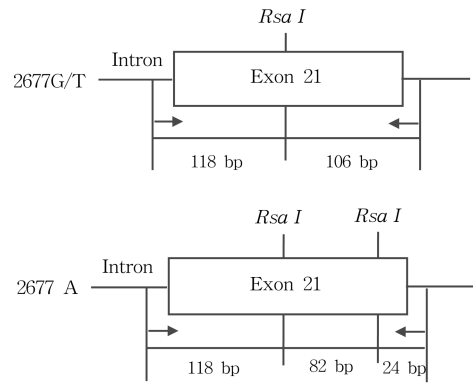 Rsa I
Intron
2677G/T
Exon 21
118 bp
106 bp
Rsa I
Rsa I
Intron
2677 A
Exon 21
118 bp
82 bp
24 bp